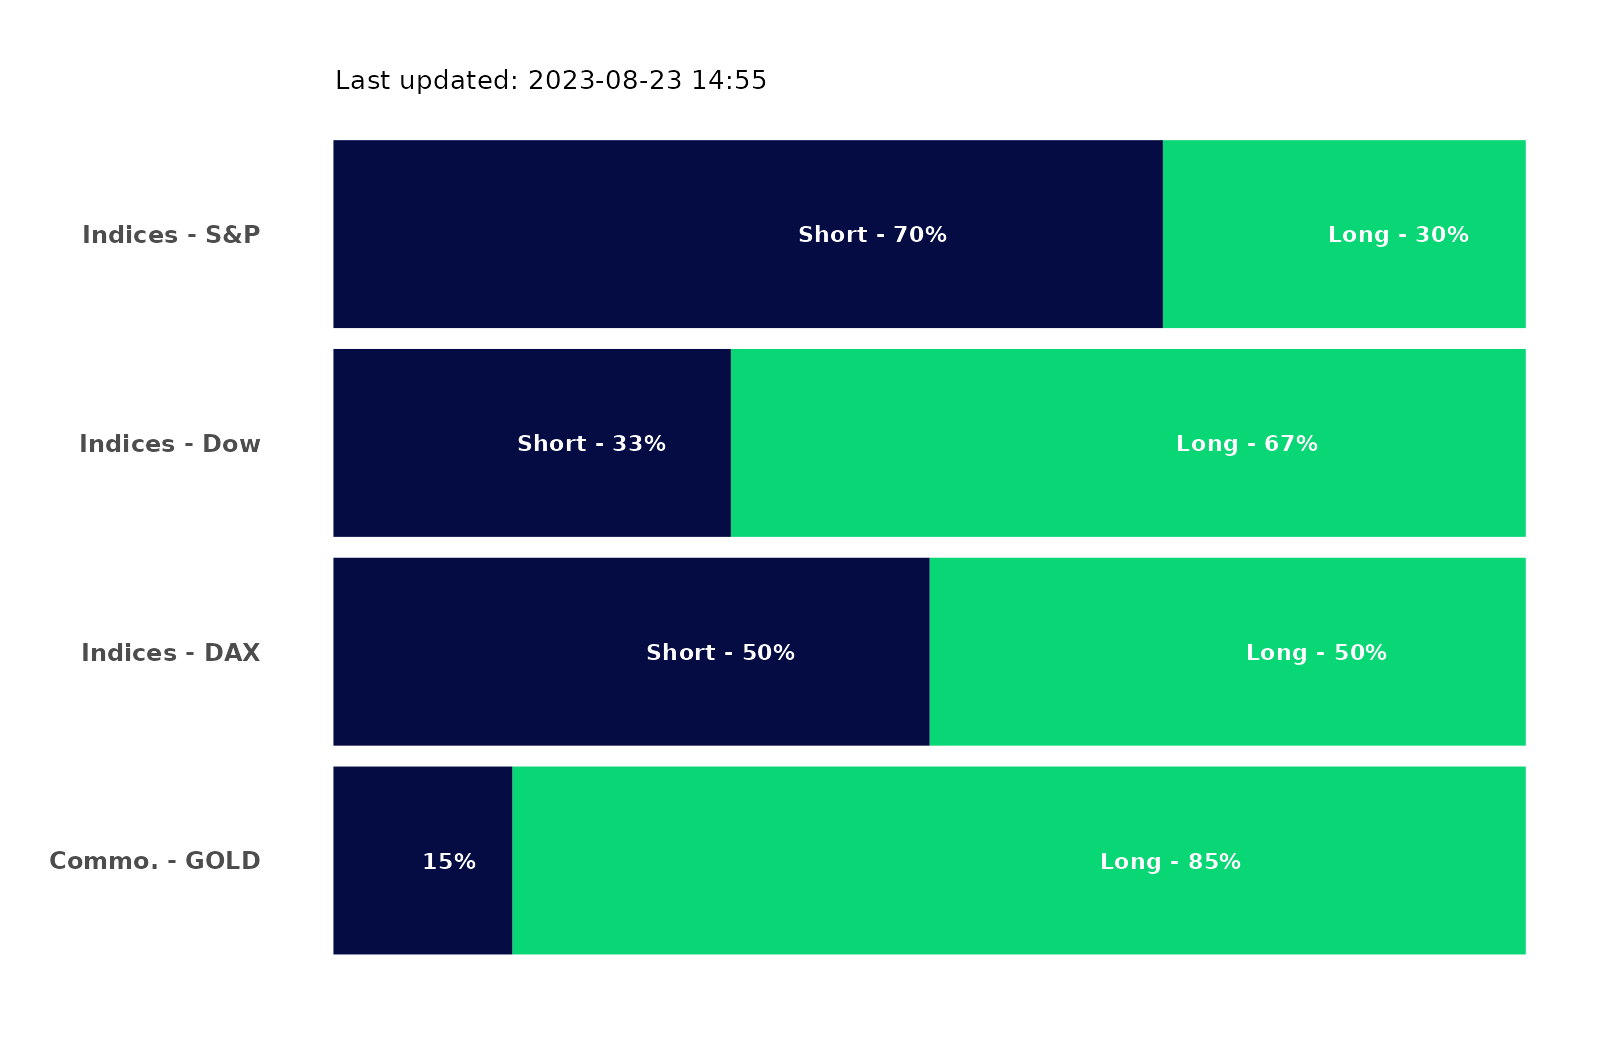 Last updated: 2023-08-23 14:55
Indices - S&P Short - 70% Long - 30%
Indices - Dow Short - 33% Long - 67%
Indices - DAX Short - 50% Long - 50%
Commo. - GOLD 15% Long - 85%